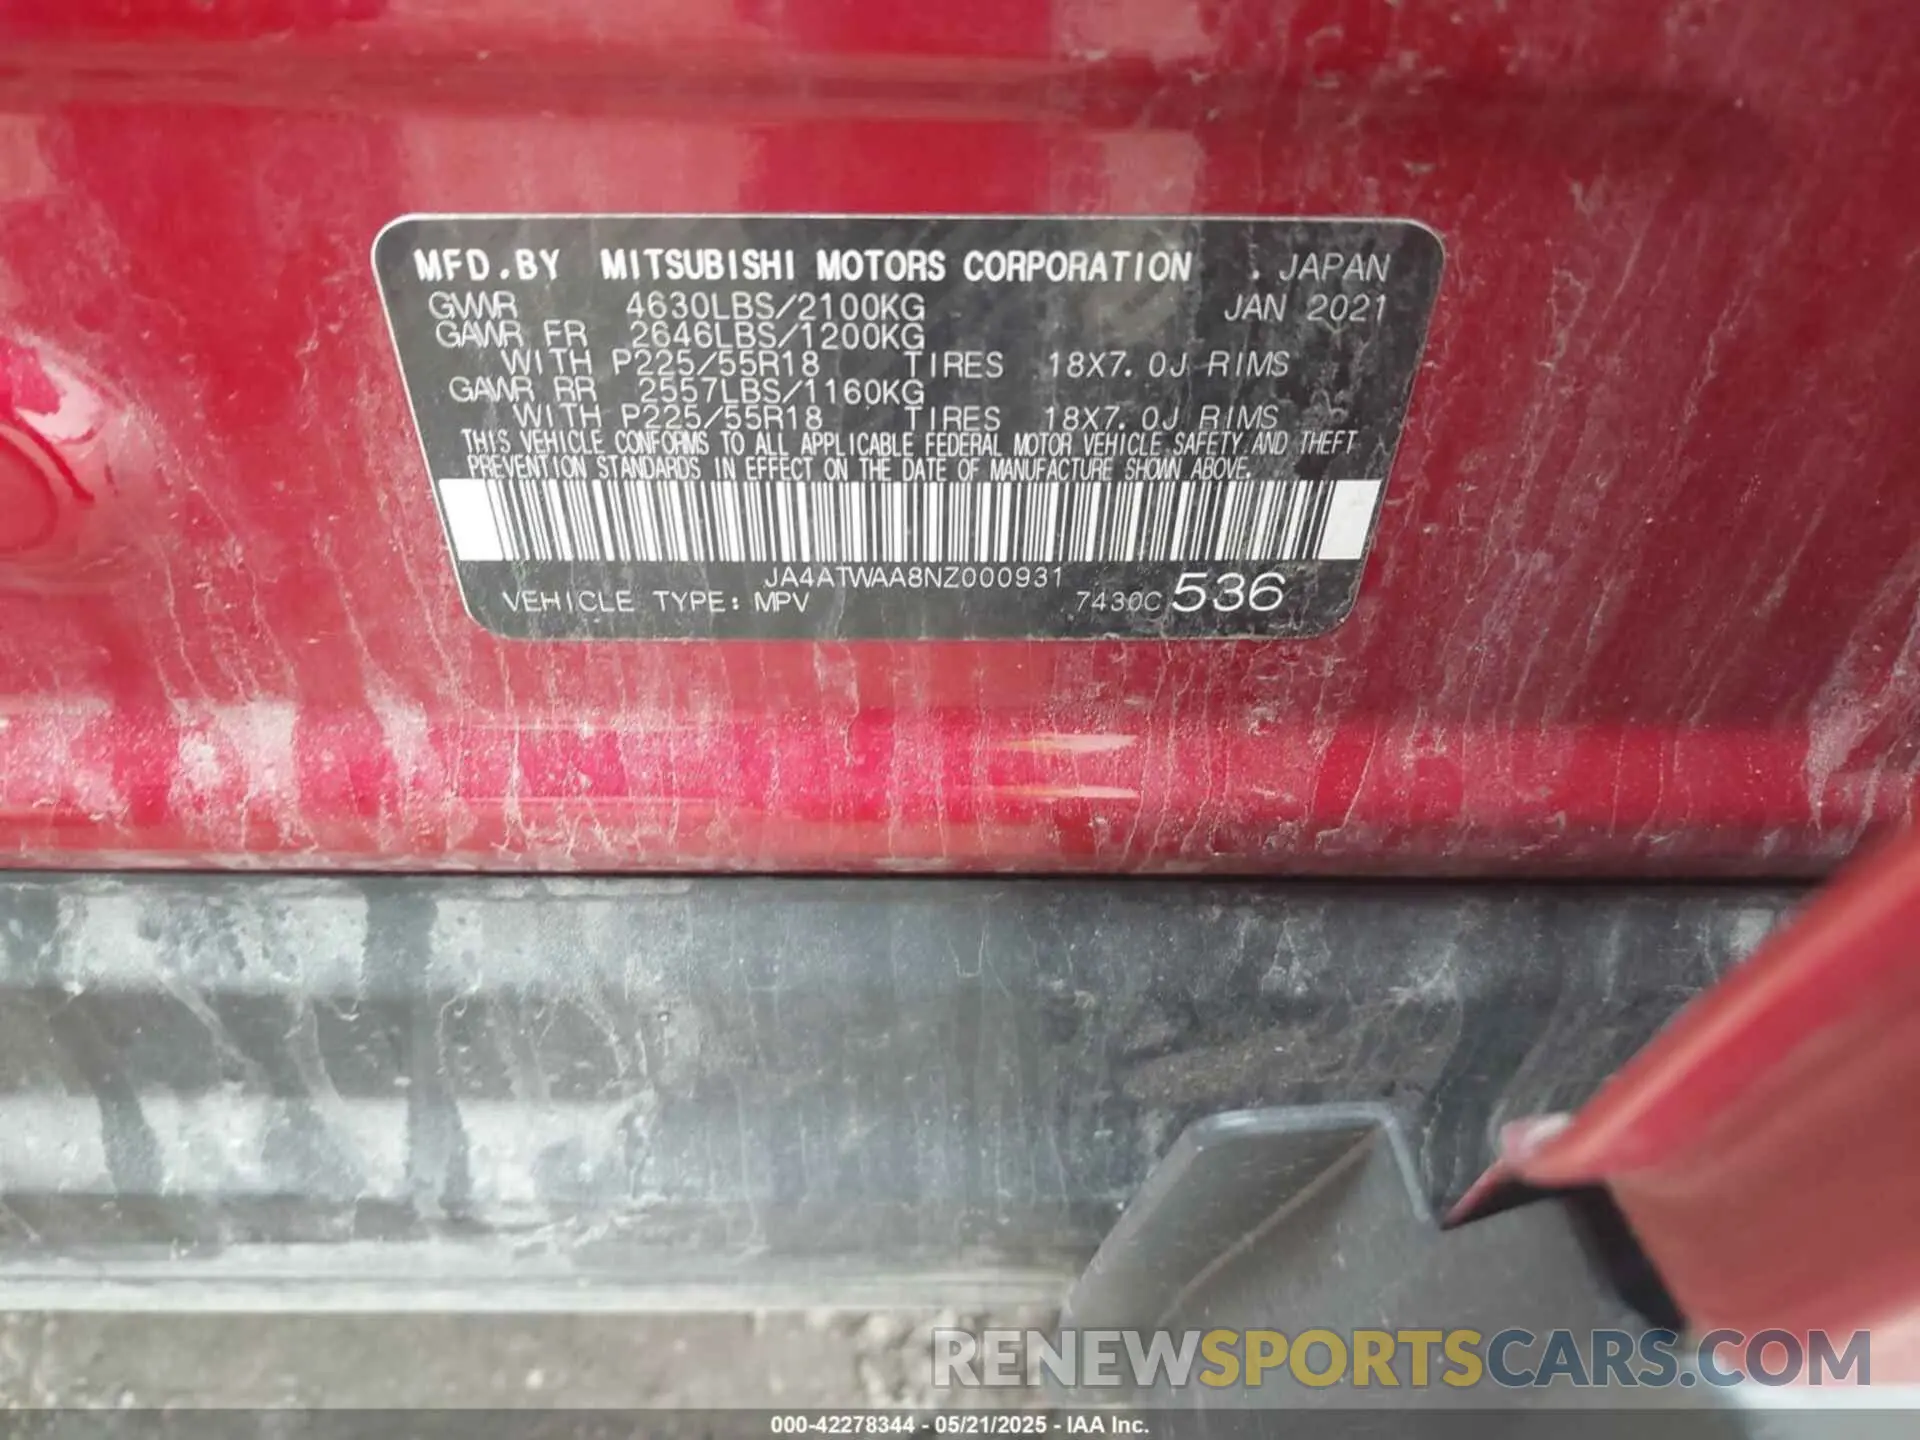 MFD.BY MITSUBISHI MOTORS CORPORATION . JAPAN
GVWR 4630LBS/2100KG JAN 2021
GAWR FR 2646LBS/1200KG
WITH P225/55R18 TIRES 18X7.0J RIMS
GAWR RR 2557LBS/1160KG
WITH P225/55R18 TIRES 18X7.0J RIMS
THIS VEHICLE CONFORMS TO ALL APPLICABLE FEDERAL MOTOR VEHICLE SAFETY AND THEFT
PREVENTION STANDARDS IN EFFECT ON THE DATE OF MANUFACTURE SHOWN ABOVE.
JA4ATWAA8NZ000931
VEHICLE TYPE: MPV 7430C 536
RENEWSPORTSCARS.COM
000-42278344 - 05/21/2025 - IAA Inc.